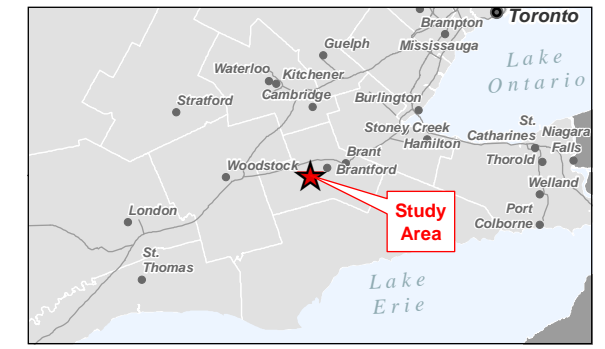 Toronto
Brampton
Mississauga
Guelph
Lake
Ontario
Waterloo
Kitchener
Cambridge
Stratford
Burlington
Stoney Creek
Hamilton
St.
Catharines
Niagara
Falls
Thorold
Brant
Brantford
Woodstock
Welland
Study
Area
Port
Colborne
London
St.
Thomas
Lake
Erie